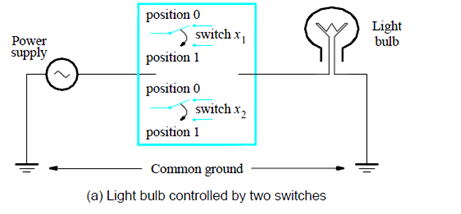 position 0
switch x1
position 1
Power
supply
Light
bulb
position 0
switch x2
position 1
Common ground
(a) Light bulb controlled by two switches